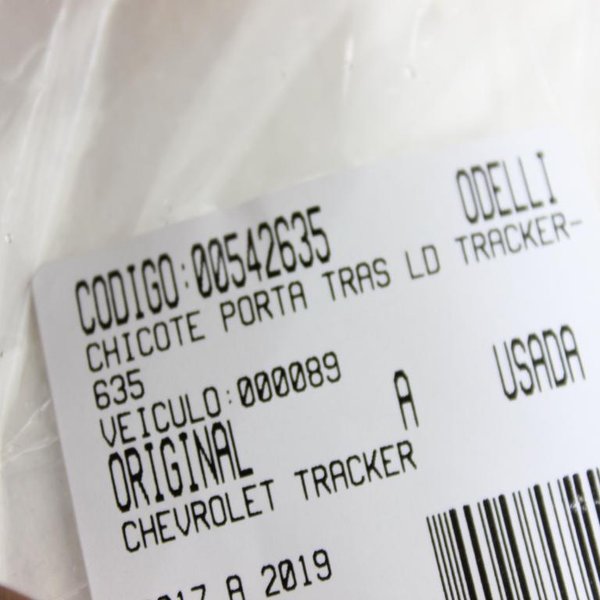 CODIGO:00542635 ODELLI
CHICOTE PORTA TRAS LD TRACKER-
635
VEICULO:000089
ORIGINAL A USADA
CHEVROLET TRACKER
A 2019